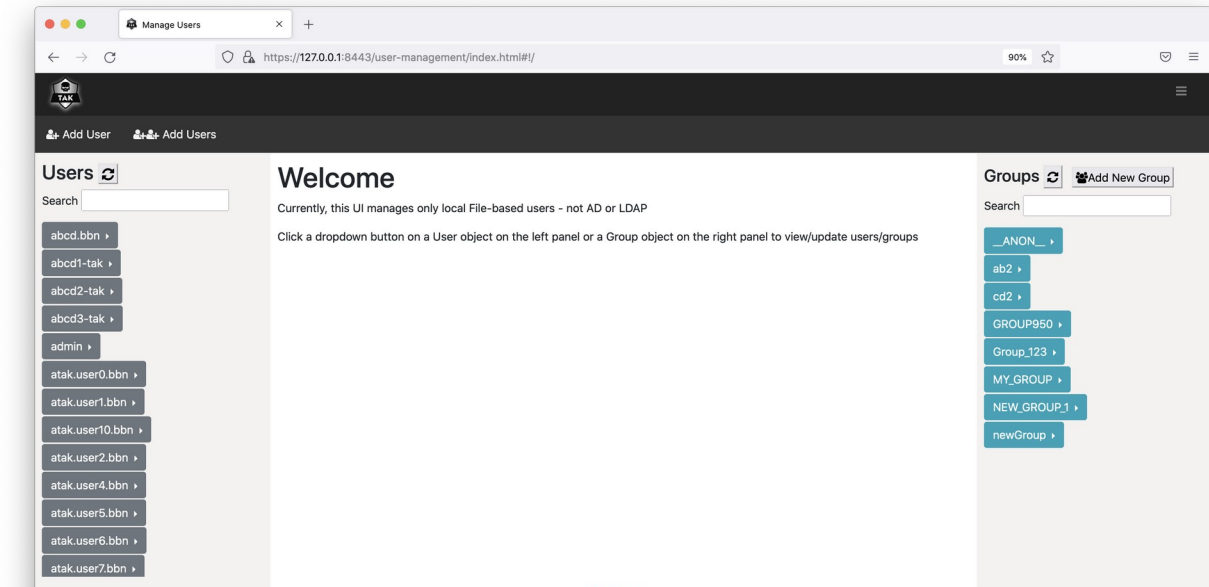 Manage Users
https://127.0.0.1:8443/user-management/index.html#!/
90%
TAK
Add User Add Users
Users
Search
abcd.bbn
abcd1-tak
abcd2-tak
abcd3-tak
admin
atak.user0.bbn
atak.user1.bbn
atak.user10.bbn
atak.user2.bbn
atak.user4.bbn
atak.user5.bbn
atak.user6.bbn
atak.user7.bbn
Welcome
Currently, this UI manages only local File-based users - not AD or LDAP
Click a dropdown button on a User object on the left panel or a Group object on the right panel to view/update users/groups
Groups Add New Group
Search
__ANON__
ab2
cd2
GROUP950
Group_123
MY_GROUP
NEW_GROUP_1
newGroup